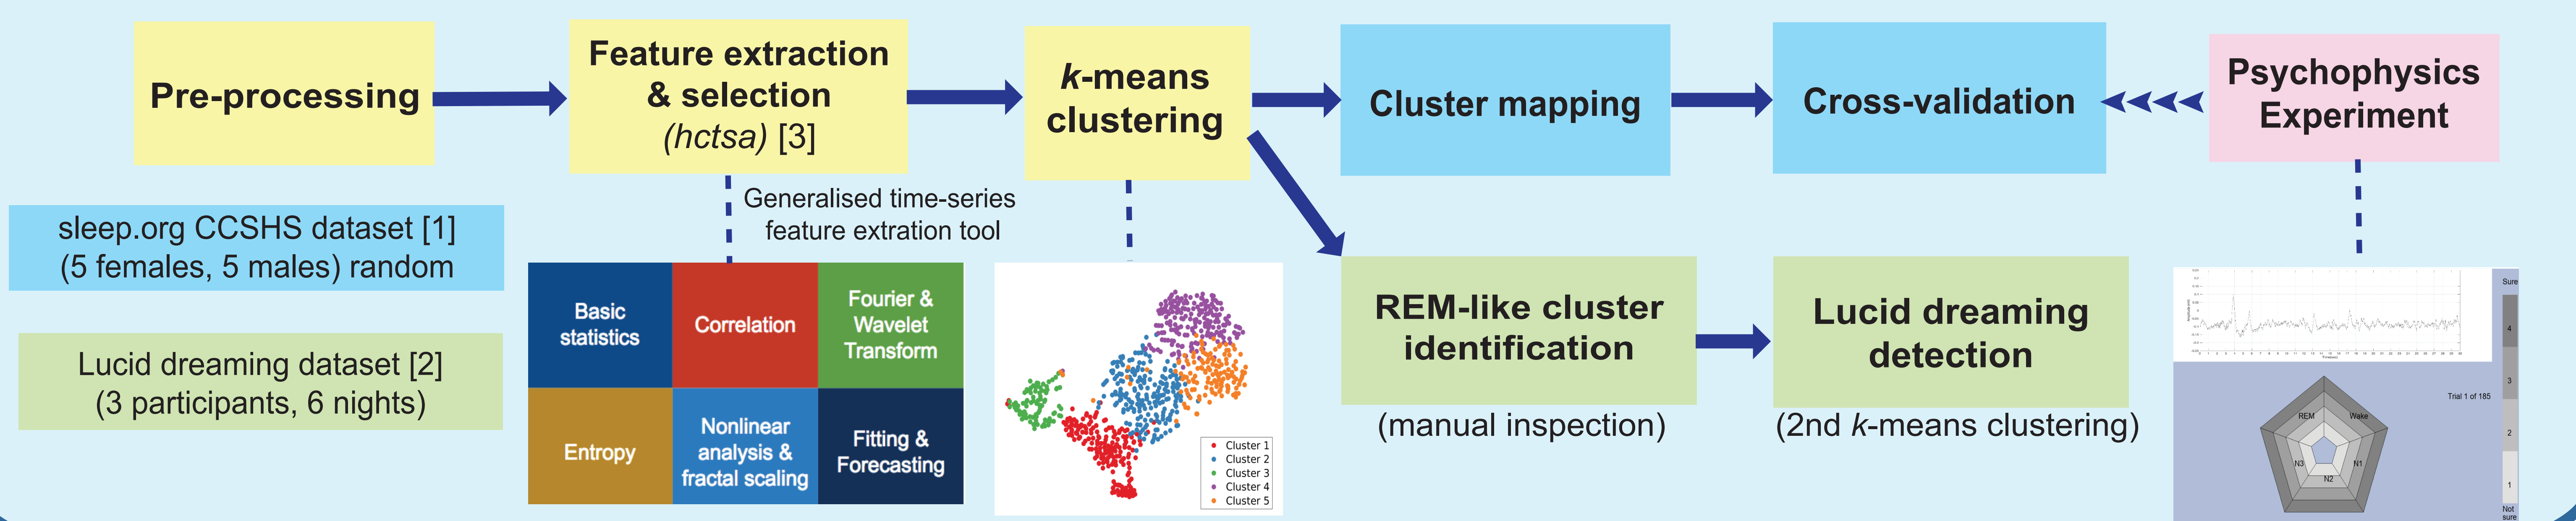 Pre-processing
Feature extraction
& selection
(hctsa) [3]
k-means
clustering
Cluster mapping
Cross-validation
Psychophysics
Experiment
sleep.org CCSHS dataset [1]
(5 females, 5 males) random
Lucid dreaming dataset [2]
(3 participants, 6 nights)
Generalised time-series
feature extration tool
Basic
statistics
Correlation
Fourier &
Wavelet
Transform
Entropy
Nonlinear
analysis &
fractal scaling
Fitting &
Forecasting
Cluster 1
Cluster 2
Cluster 3
Cluster 4
Cluster 5
REM-like cluster
identification
(manual inspection)
Lucid dreaming
detection
(2nd k-means clustering)
Trial 1 of 185
REM
Wake
N3
N1
N2
Sure
4
3
2
1
Not
sure